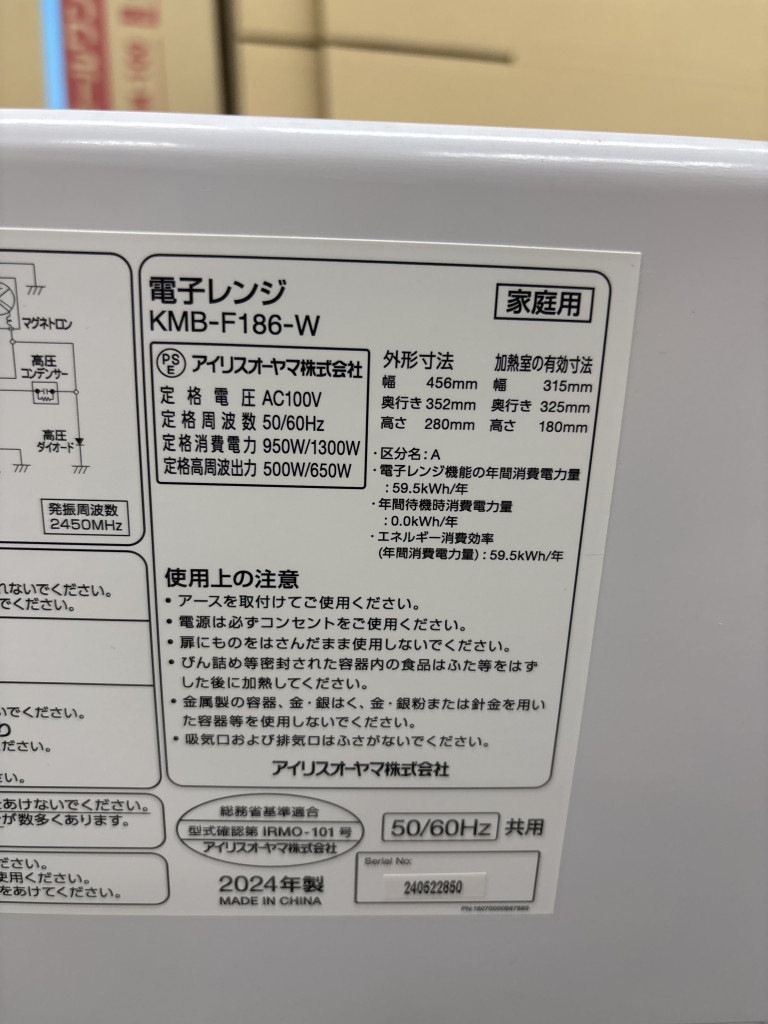 マグネトロン
高圧
コンデンサー
高圧
ダイオード
発振周波数
2450MHz
れないでください。
でください。
いでください。
ださい。
さい。
をあけないでください。
が数多くあります。
ださい。
使用ください。
をあけてください。
電子レンジ
KMB-F186-W
家庭用
PSE アイリスオーヤマ株式会社
定格電圧 AC100V
定格周波数 50/60Hz
定格消費電力 950W/1300W
定格高周波出力 500W/650W
外形寸法
幅 456mm
奥行き 352mm
高さ 280mm
加熱室の有効寸法
幅 315mm
奥行き 325mm
高さ 180mm
・区分名:A
・電子レンジ機能の年間消費電力量
:59.5kWh/年
・年間待機時消費電力量
:0.0kWh/年
・エネルギー消費効率
(年間消費電力量):59.5kWh/年
使用上の注意
• アースを取付けてご使用ください。
• 電源は必ずコンセントをご使用ください。
• 扉にものをはさんだまま使用しないでください。
• びん詰め等密封された容器内の食品はふた等をはず
した後に加熱してください。
• 金属製の容器、金・銀はく、金・銀粉または針金を用い
た容器等を使用しないでください。
• 吸気口および排気口はふさがないでください。
アイリスオーヤマ株式会社
総務省基準適合
型式確認第 IRMO-101 号
アイリスオーヤマ株式会社
50/60Hz 共用
2024年製
MADE IN CHINA
Serial No:
240522850